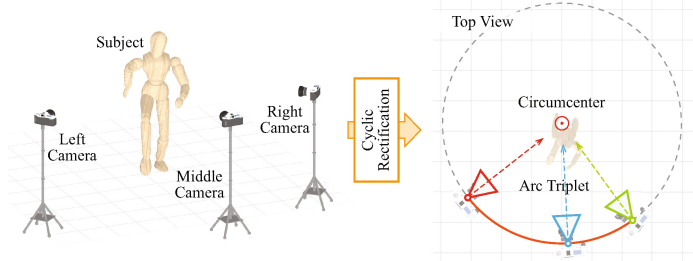 Subject
Left
Camera
Middle
Camera
Right
Camera
Cyclic
Rectification
Top View
Circumcenter
Arc Triplet